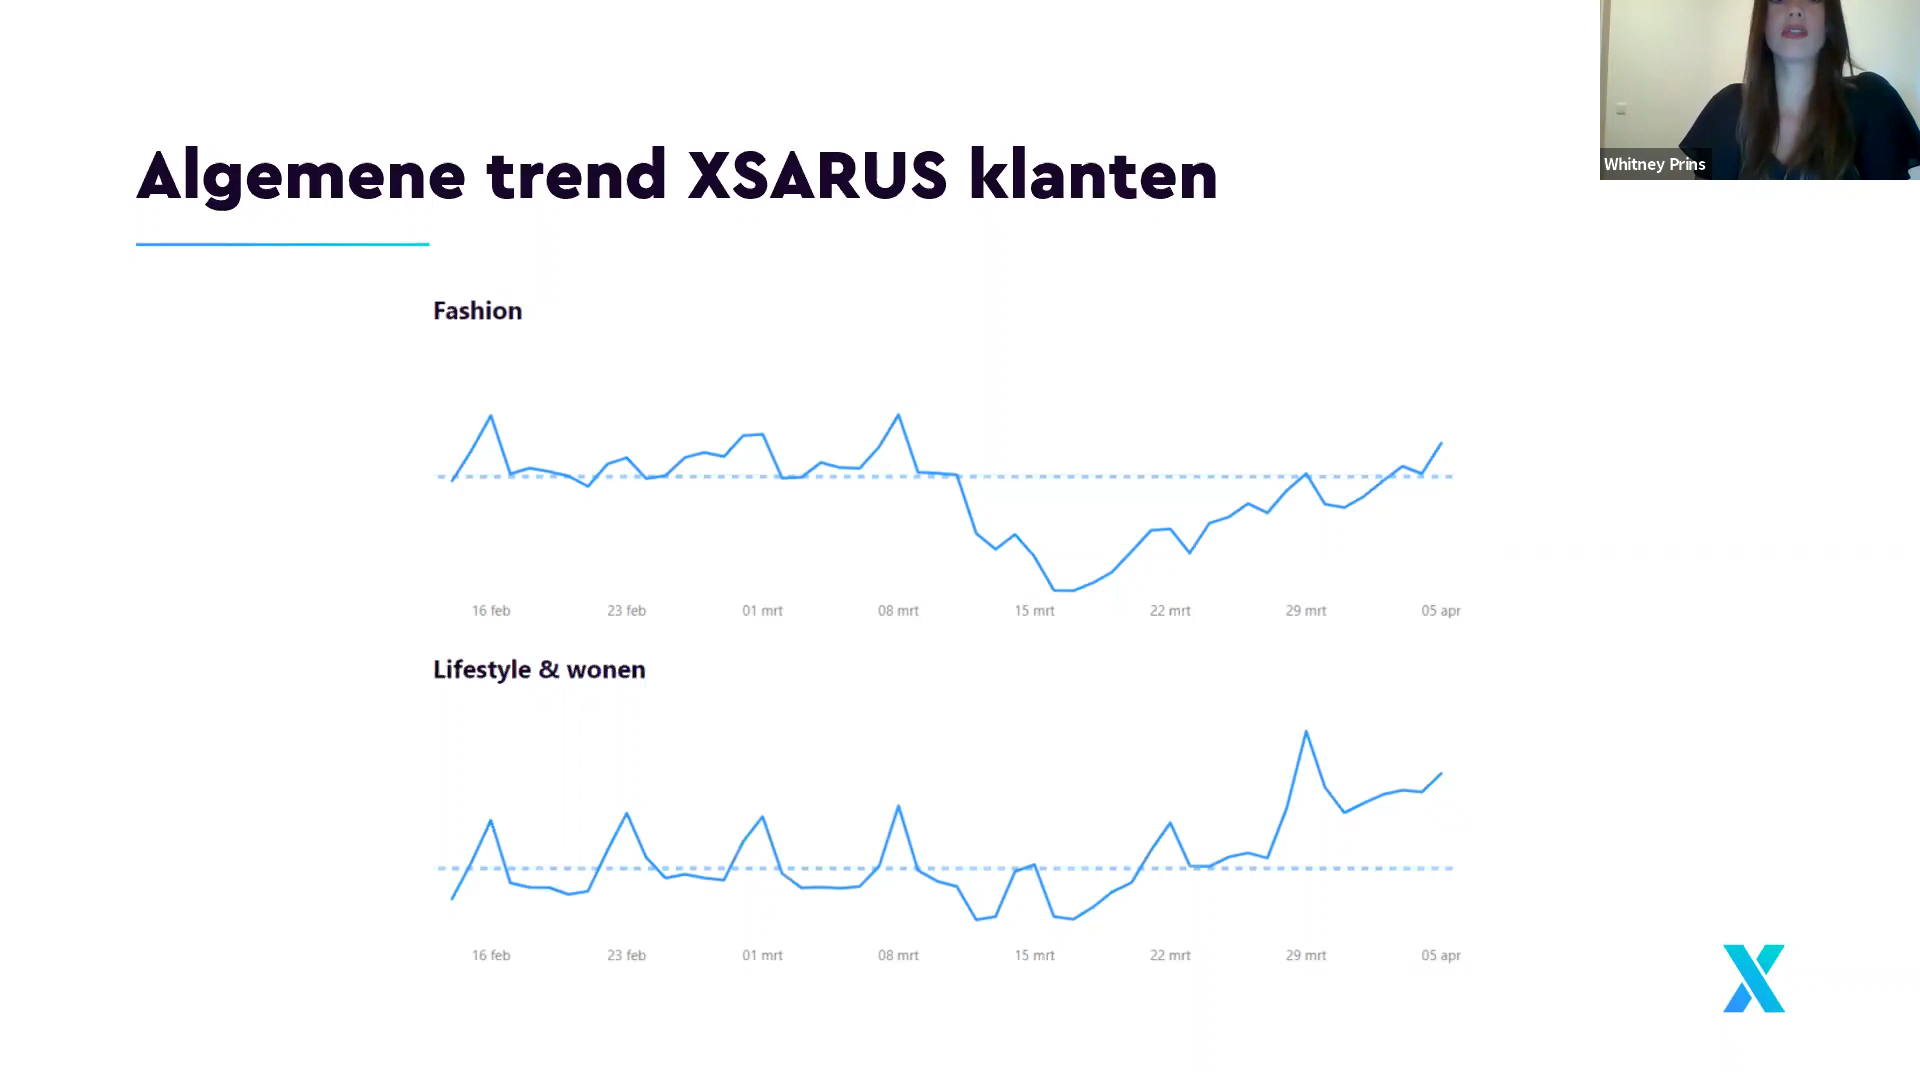 Algemene trend XSARUS klanten
Whitney Prins
Fashion
16 feb 23 feb 01 mrt 08 mrt 15 mrt 22 mrt 29 mrt 05 apr
Lifestyle & wonen
16 feb 23 feb 01 mrt 08 mrt 15 mrt 22 mrt 29 mrt 05 apr